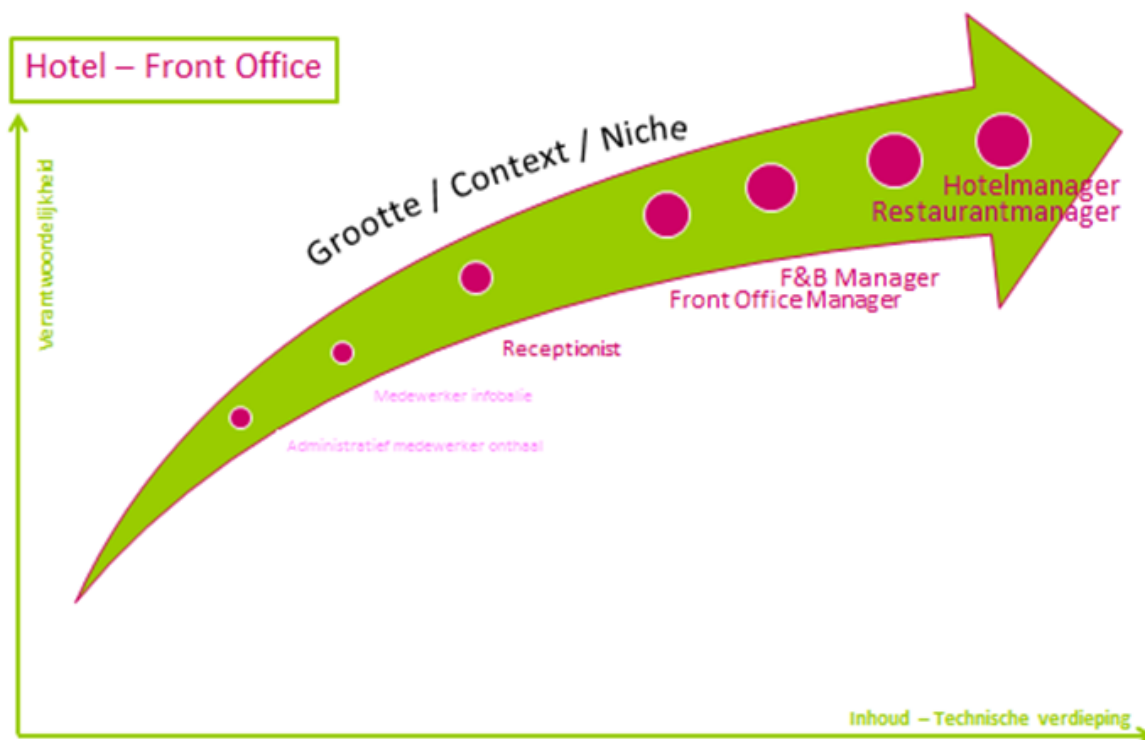 Hotel – Front Office
Verantwoordelijkheid
Grootte / Context / Niche
Hotelmanager
Restaurantmanager
F&B Manager
Front Office Manager
Receptionist
Medewerker infobalie
Administratief medewerker onthaal
Inhoud – Technische verdieping